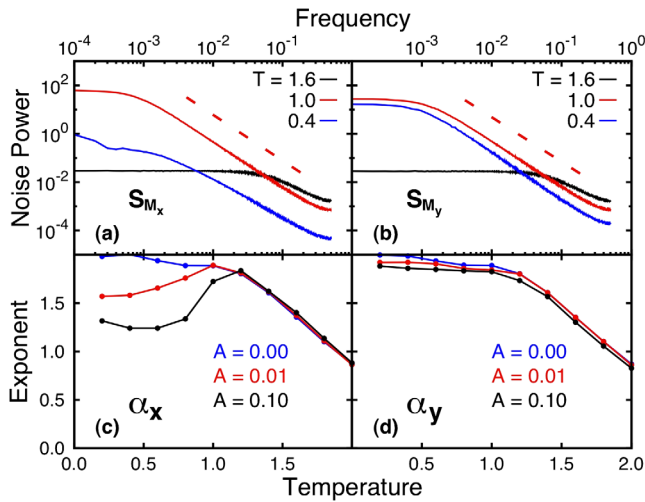 Frequency
10^-4 10^-3 10^-2 10^-1 10^-3 10^-2 10^-1 10^0
Noise Power
10^2
10^0
10^-2
10^-4
T = 1.6
1.0
0.4
S_Mx
(a)
T = 1.6
1.0
0.4
S_My
(b)
Exponent
1.5
1.0
0.5
0.0
A = 0.00
A = 0.01
A = 0.10
(c) α_x
A = 0.00
A = 0.01
A = 0.10
(d) α_y
0.0 0.5 1.0 1.5 0.5 1.0 1.5 2.0
Temperature